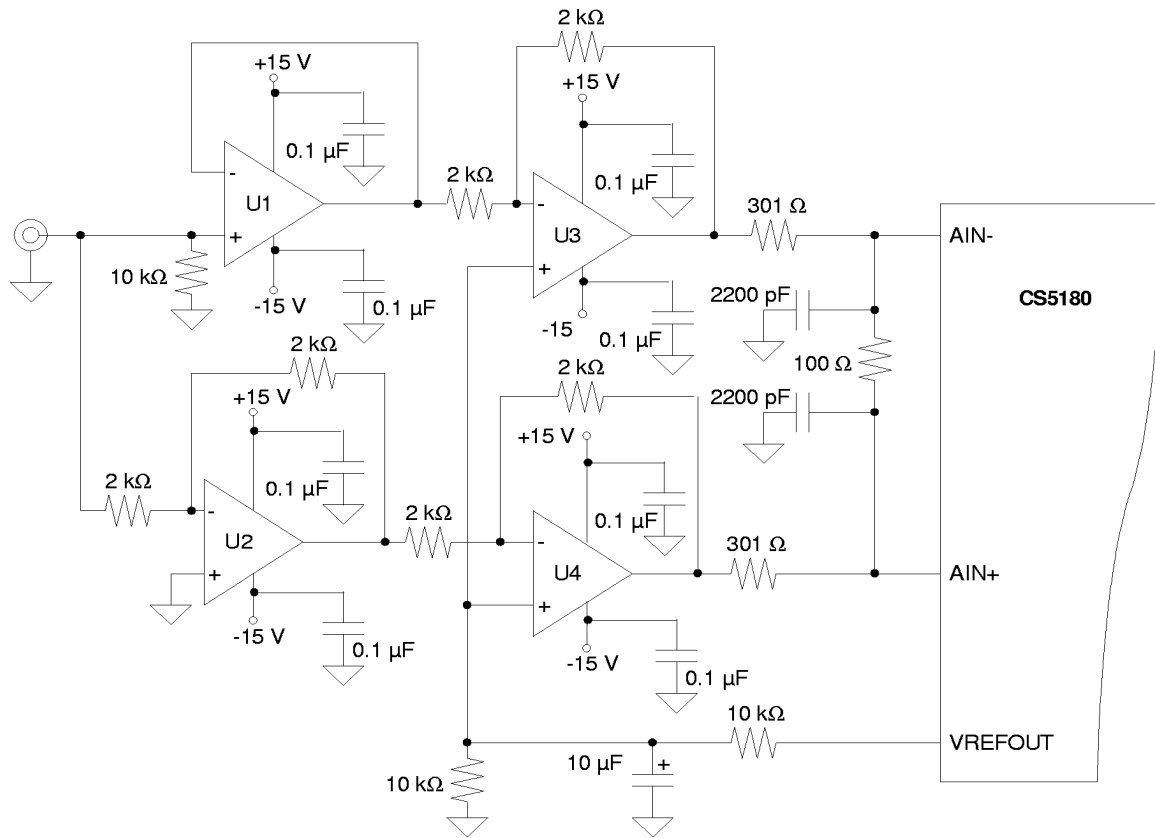 2 kΩ
2 kΩ
+15 V
+15 V
0.1 µF
0.1 µF
2 kΩ
-
U1
+
-
U3
+
301 Ω
AIN-
10 kΩ
-15 V
0.1 µF
-15
0.1 µF
2200 pF
CS5180
100 Ω
2 kΩ
2 kΩ
2200 pF
+15 V
+15 V
0.1 µF
0.1 µF
2 kΩ
2 kΩ
-
U2
+
-
U4
+
301 Ω
AIN+
-15 V
0.1 µF
-15 V
0.1 µF
10 kΩ
VREFOUT
10 µF
+
10 kΩ